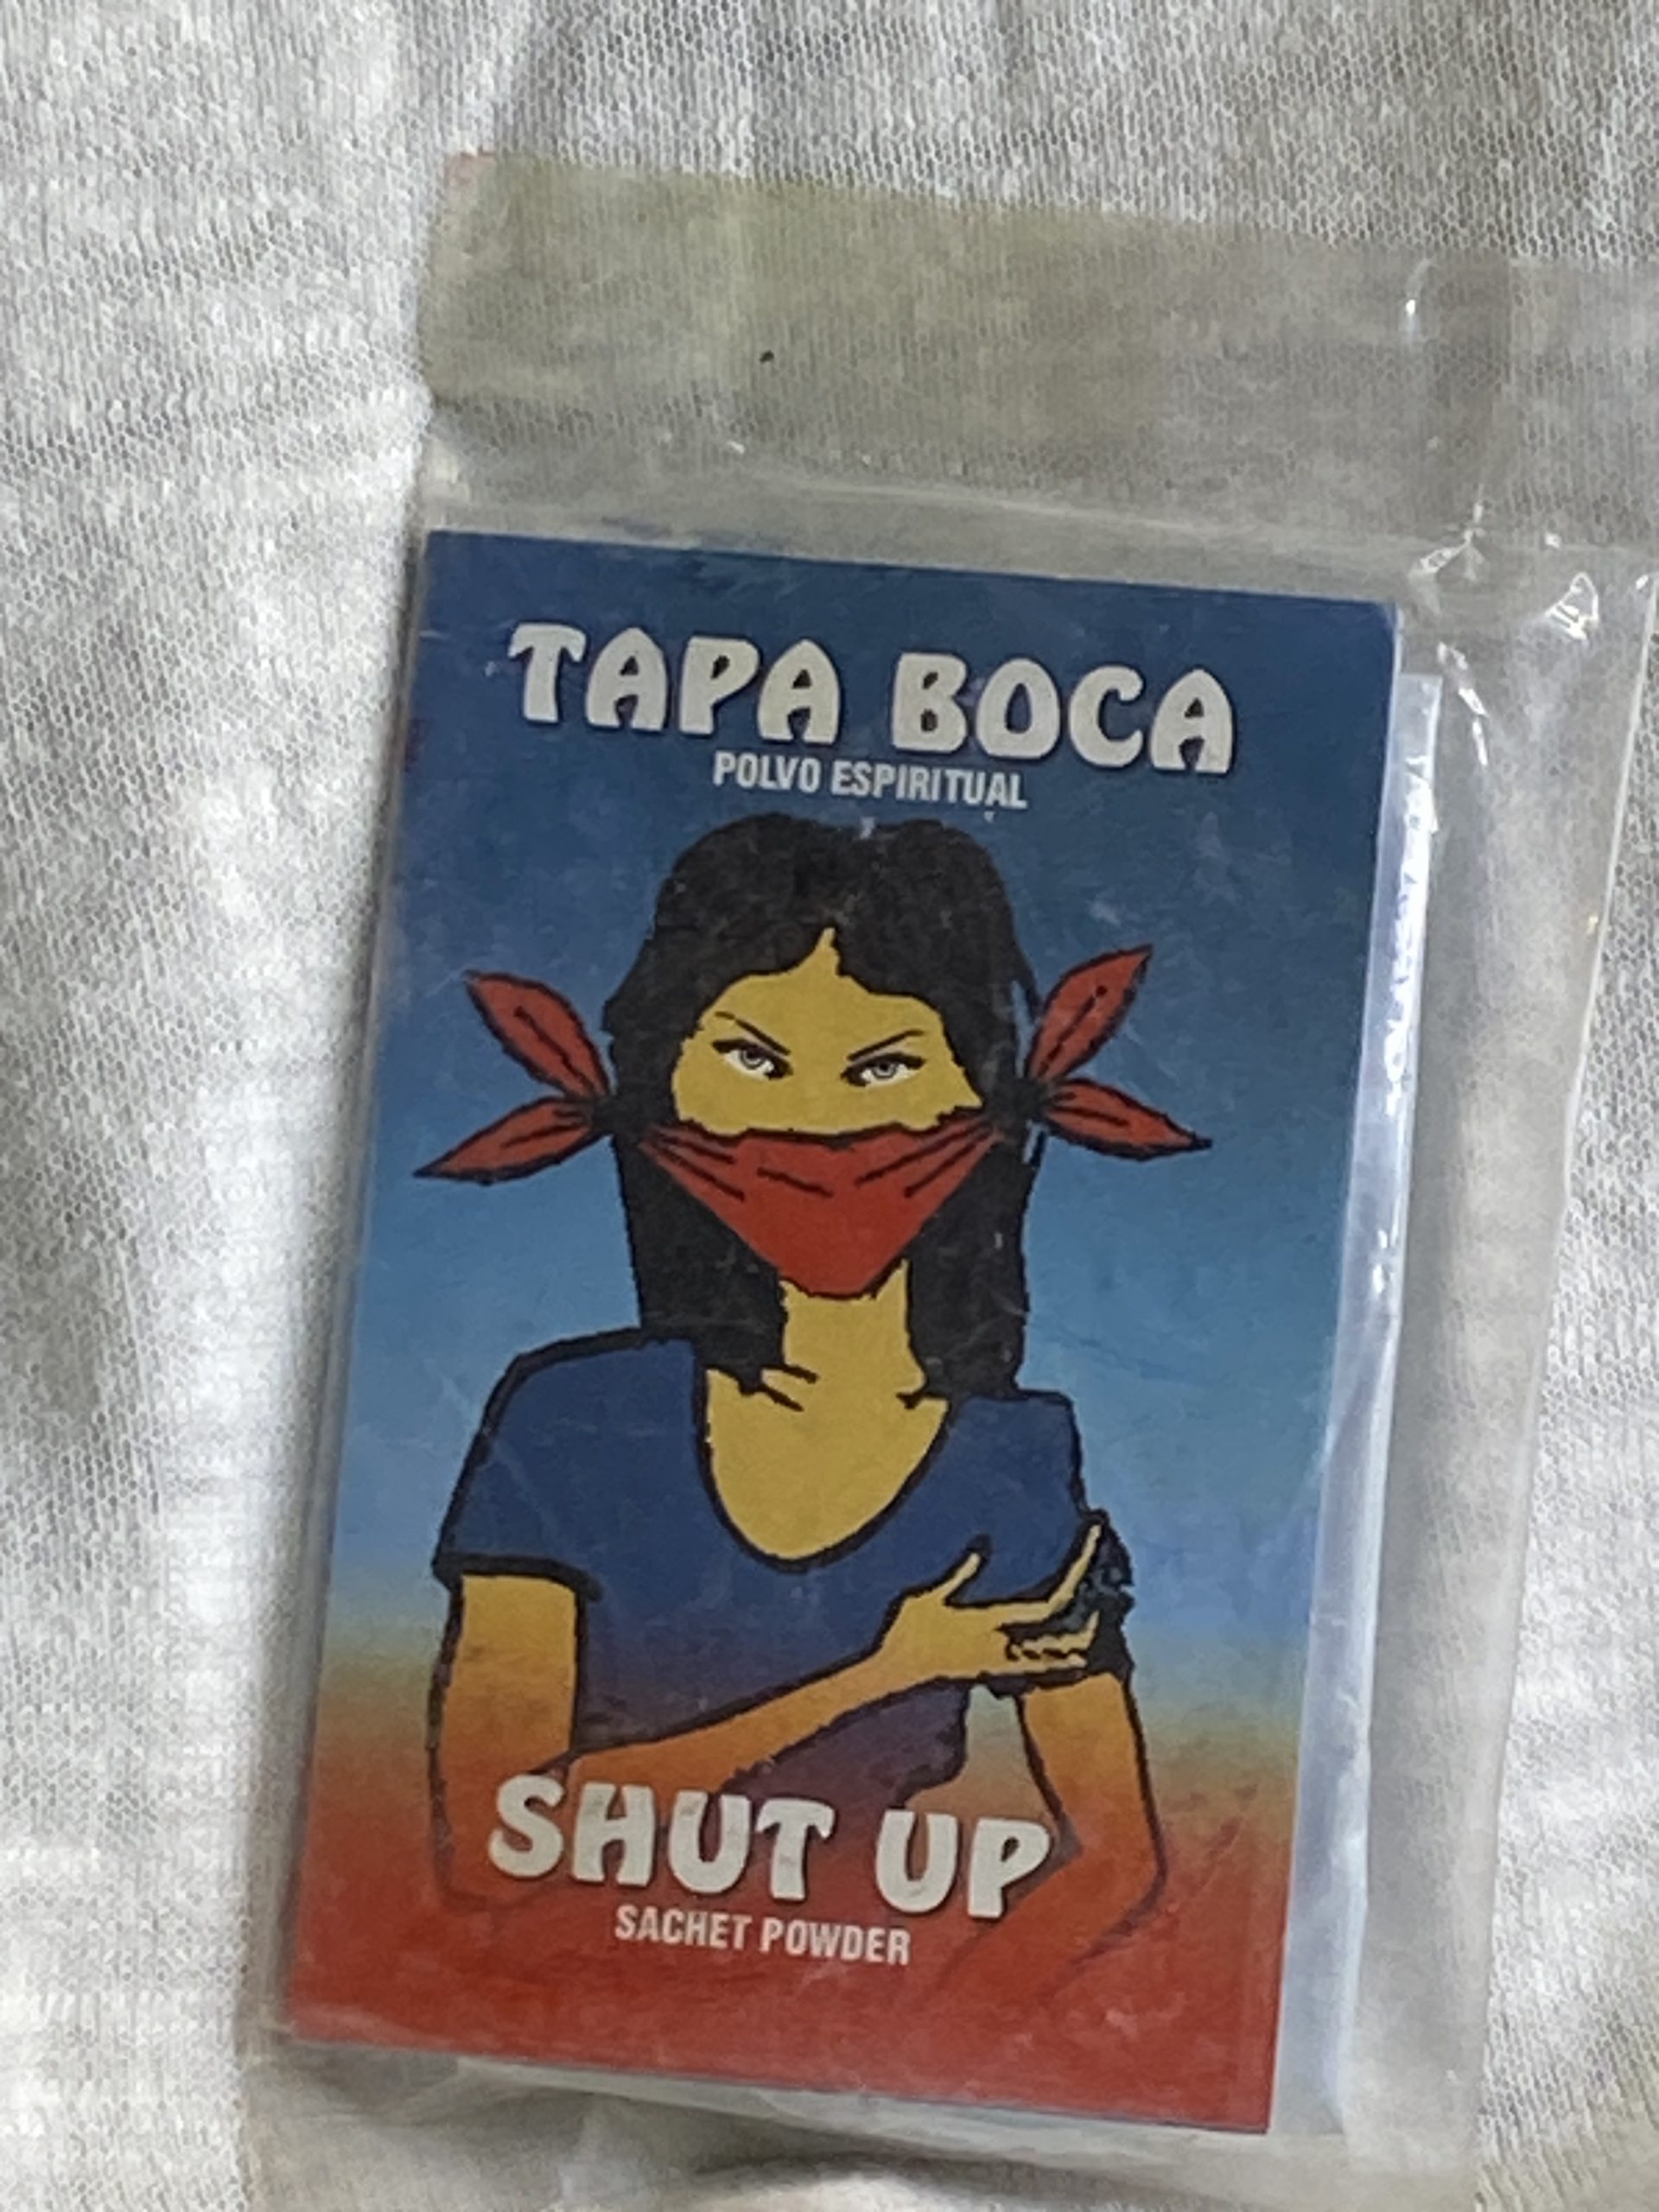 TAPA BOCA
POLVO ESPIRITUAL
SHUT UP
SACHET POWDER